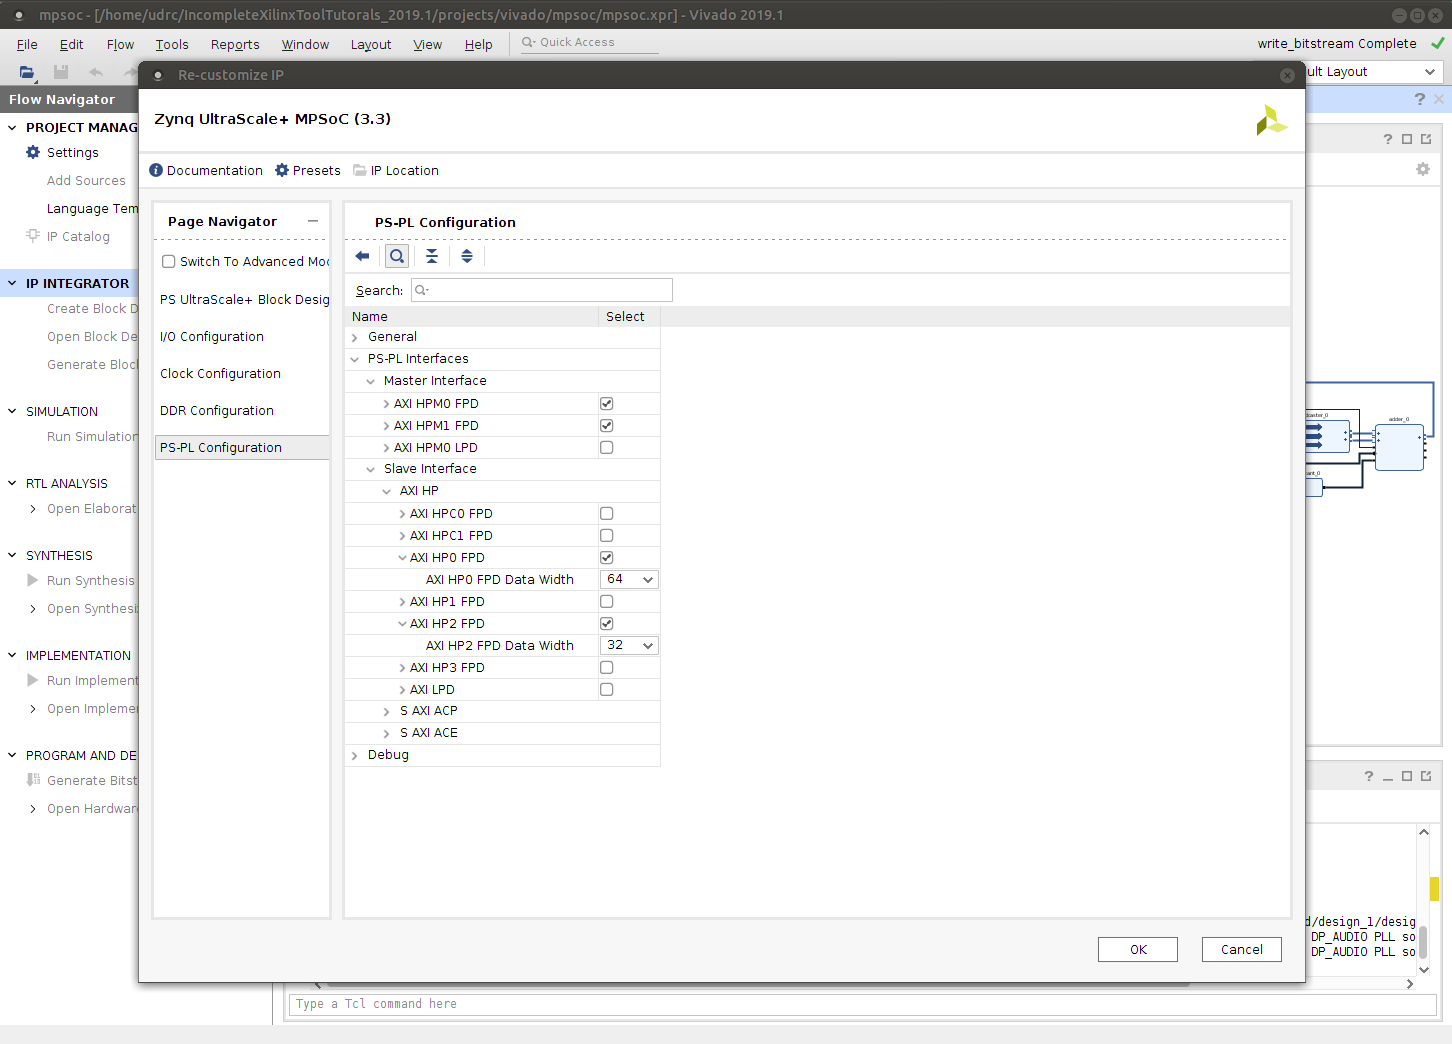 mpsoc - [/home/udrc/IncompleteXilinxToolTutorals_2019.1/projects/vivado/mpsoc/mpsoc.xpr] - Vivado 2019.1
File Edit Flow Tools Reports Window Layout View Help Quick Access write_bitstream Complete
ult Layout
Flow Navigator
PROJECT MANAG
Settings
Add Sources
Language Tem
IP Catalog
IP INTEGRATOR
Create Block D
Open Block De
Generate Bloc
SIMULATION
Run Simulation
RTL ANALYSIS
Open Elaborat
SYNTHESIS
Run Synthesis
Open Synthesi
IMPLEMENTATION
Run Implement
Open Implemen
PROGRAM AND DE
Generate Bitst
Open Hardwar
Re-customize IP
Zynq UltraScale+ MPSoC (3.3)
Documentation Presets IP Location
Page Navigator
Switch To Advanced Mod
PS UltraScale+ Block Desig
I/O Configuration
Clock Configuration
DDR Configuration
PS-PL Configuration
PS-PL Configuration
Search:
Name Select
General
PS-PL Interfaces
Master Interface
AXI HPM0 FPD
AXI HPM1 FPD
AXI HPM0 LPD
Slave Interface
AXI HP
AXI HPC0 FPD
AXI HPC1 FPD
AXI HP0 FPD
AXI HP0 FPD Data Width 64
AXI HP1 FPD
AXI HP2 FPD
AXI HP2 FPD Data Width 32
AXI HP3 FPD
AXI LPD
S AXI ACP
S AXI ACE
Debug
OK Cancel
adder_0
d/design_1/desig
DP_AUDIO PLL so
DP_AUDIO PLL so
Type a Tcl command here